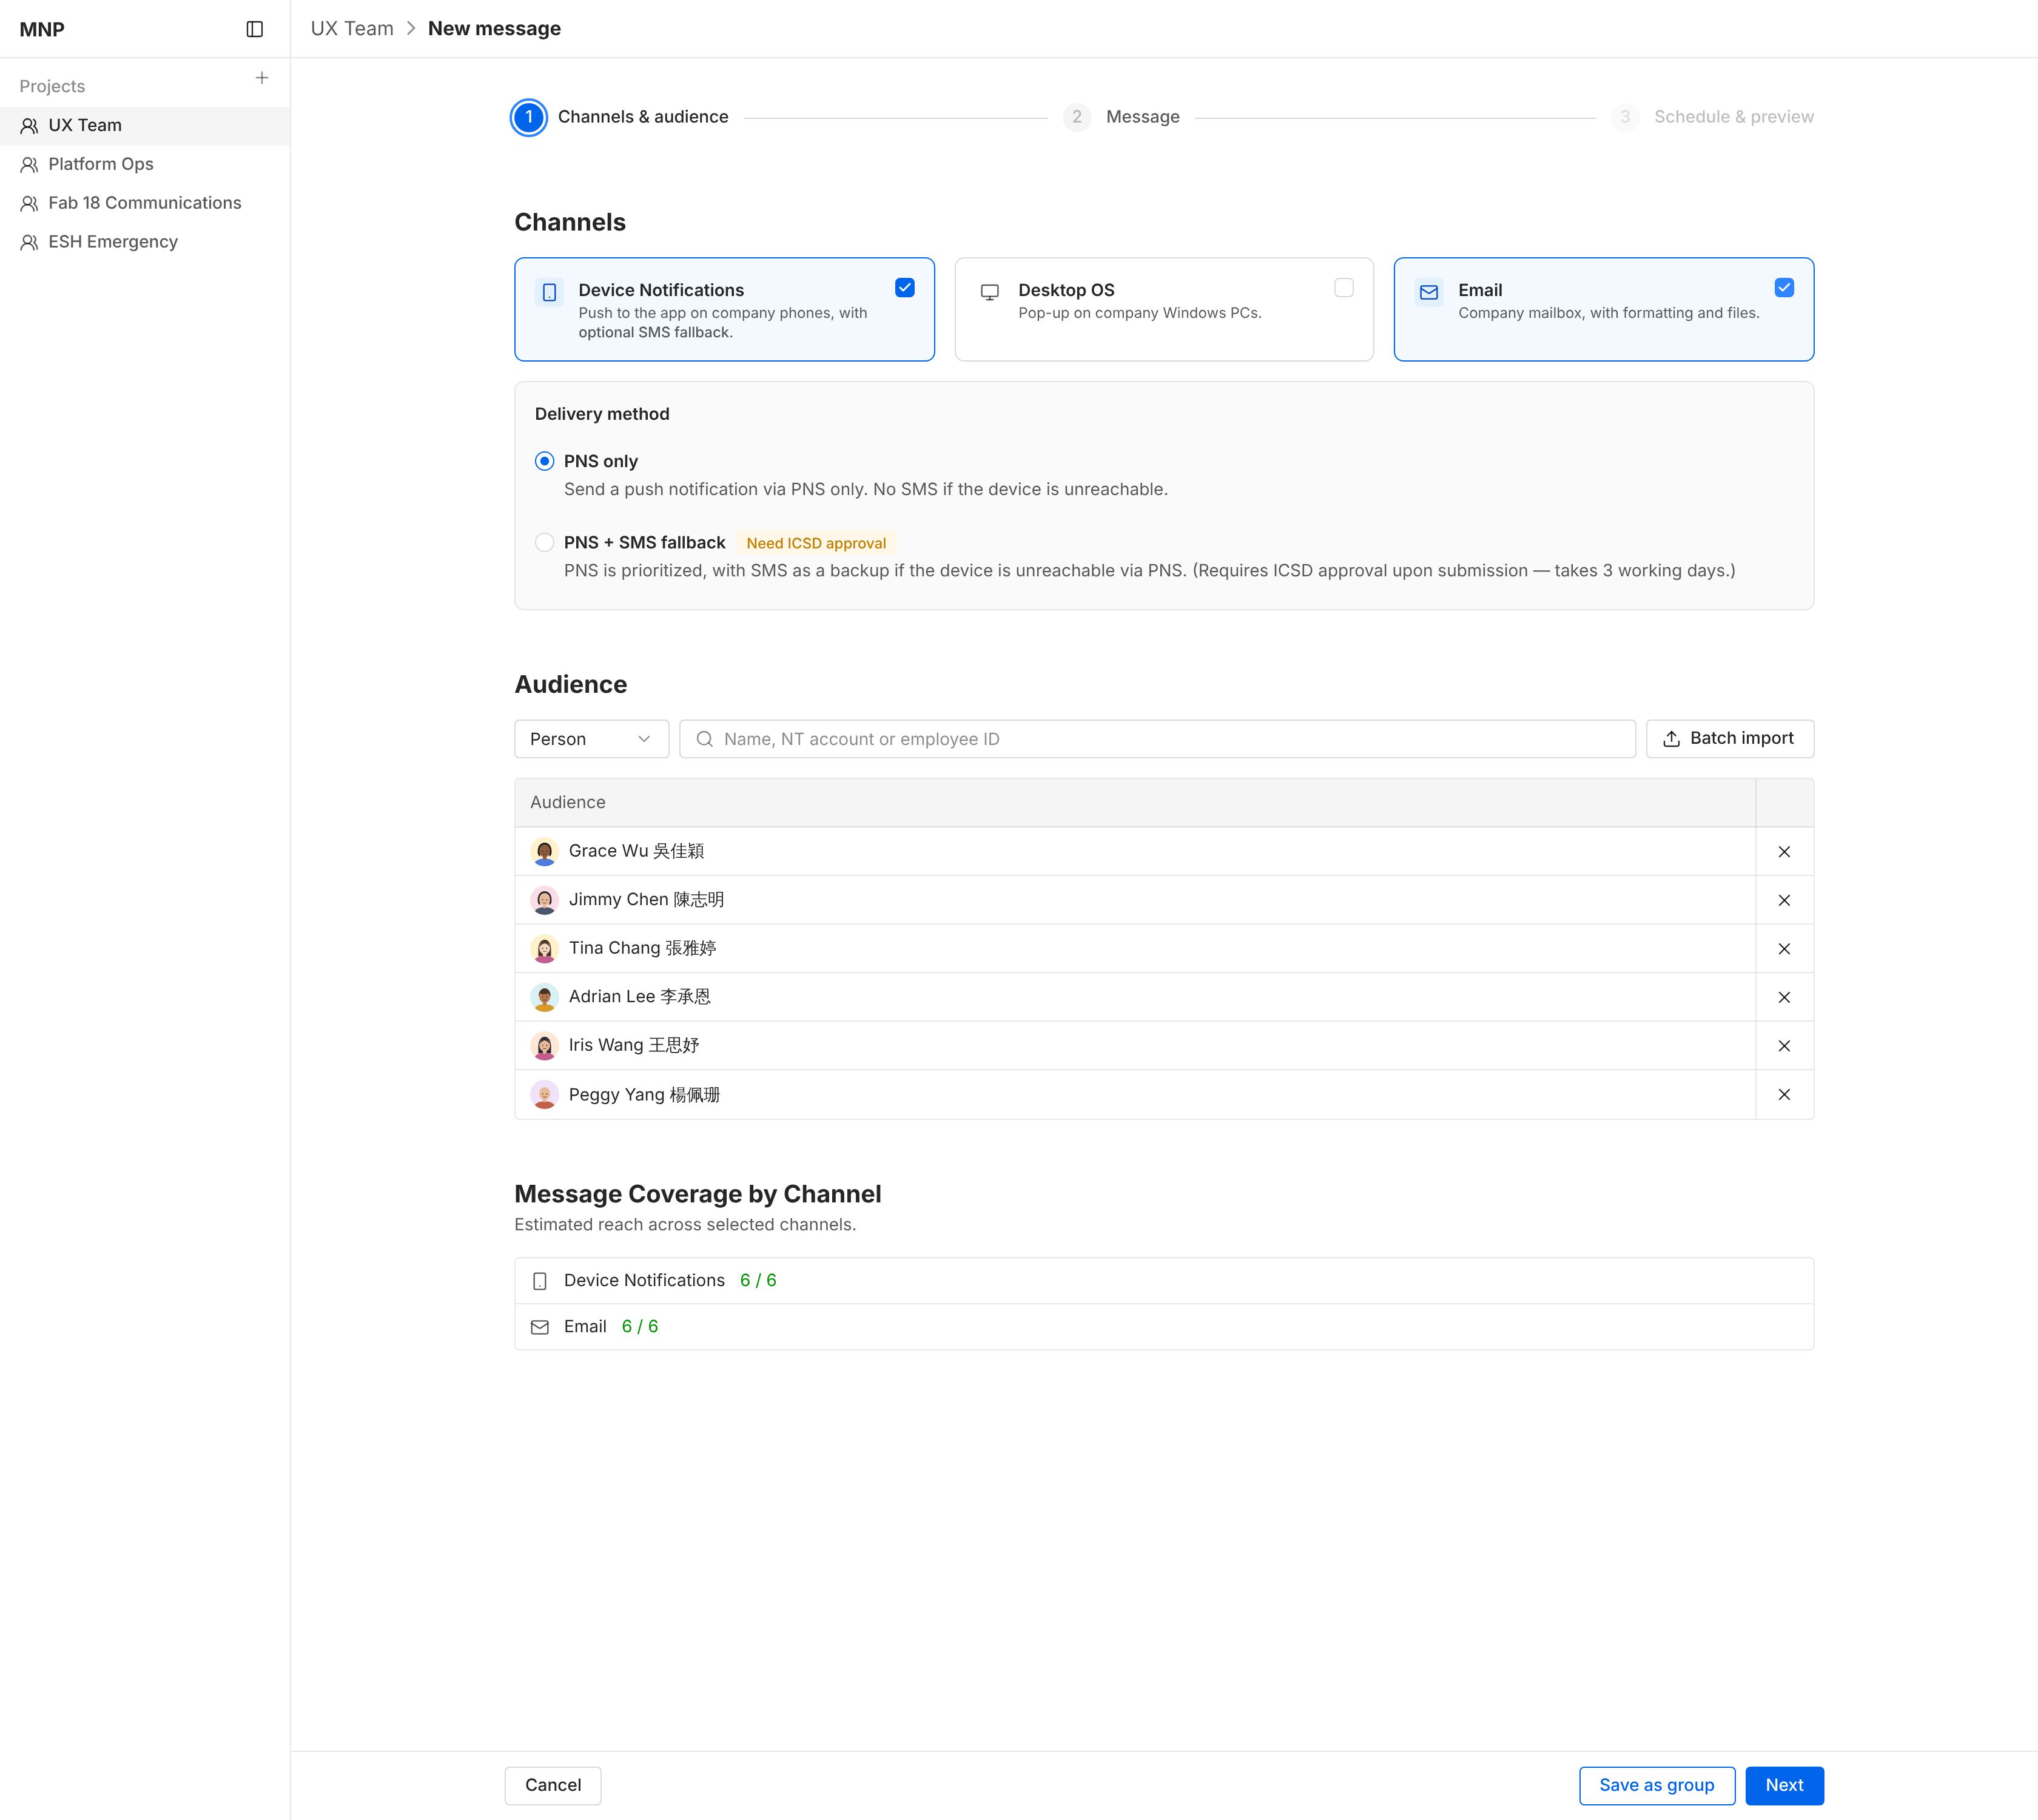 MNP
UX Team > New message
Projects
UX Team
Platform Ops
Fab 18 Communications
ESH Emergency
1 Channels & audience
2 Message
3 Schedule & preview
Channels
Device Notifications
Push to the app on company phones, with
optional SMS fallback.
Desktop OS
Pop-up on company Windows PCs.
Email
Company mailbox, with formatting and files.
Delivery method
PNS only
Send a push notification via PNS only. No SMS if the device is unreachable.
PNS + SMS fallback Need ICSD approval
PNS is prioritized, with SMS as a backup if the device is unreachable via PNS. (Requires ICSD approval upon submission — takes 3 working days.)
Audience
Person
Name, NT account or employee ID
Batch import
Audience
Grace Wu 吳佳穎
Jimmy Chen 陳志明
Tina Chang 張雅婷
Adrian Lee 李承恩
Iris Wang 王思妤
Peggy Yang 楊佩珊
Message Coverage by Channel
Estimated reach across selected channels.
Device Notifications 6 / 6
Email 6 / 6
Cancel
Save as group
Next